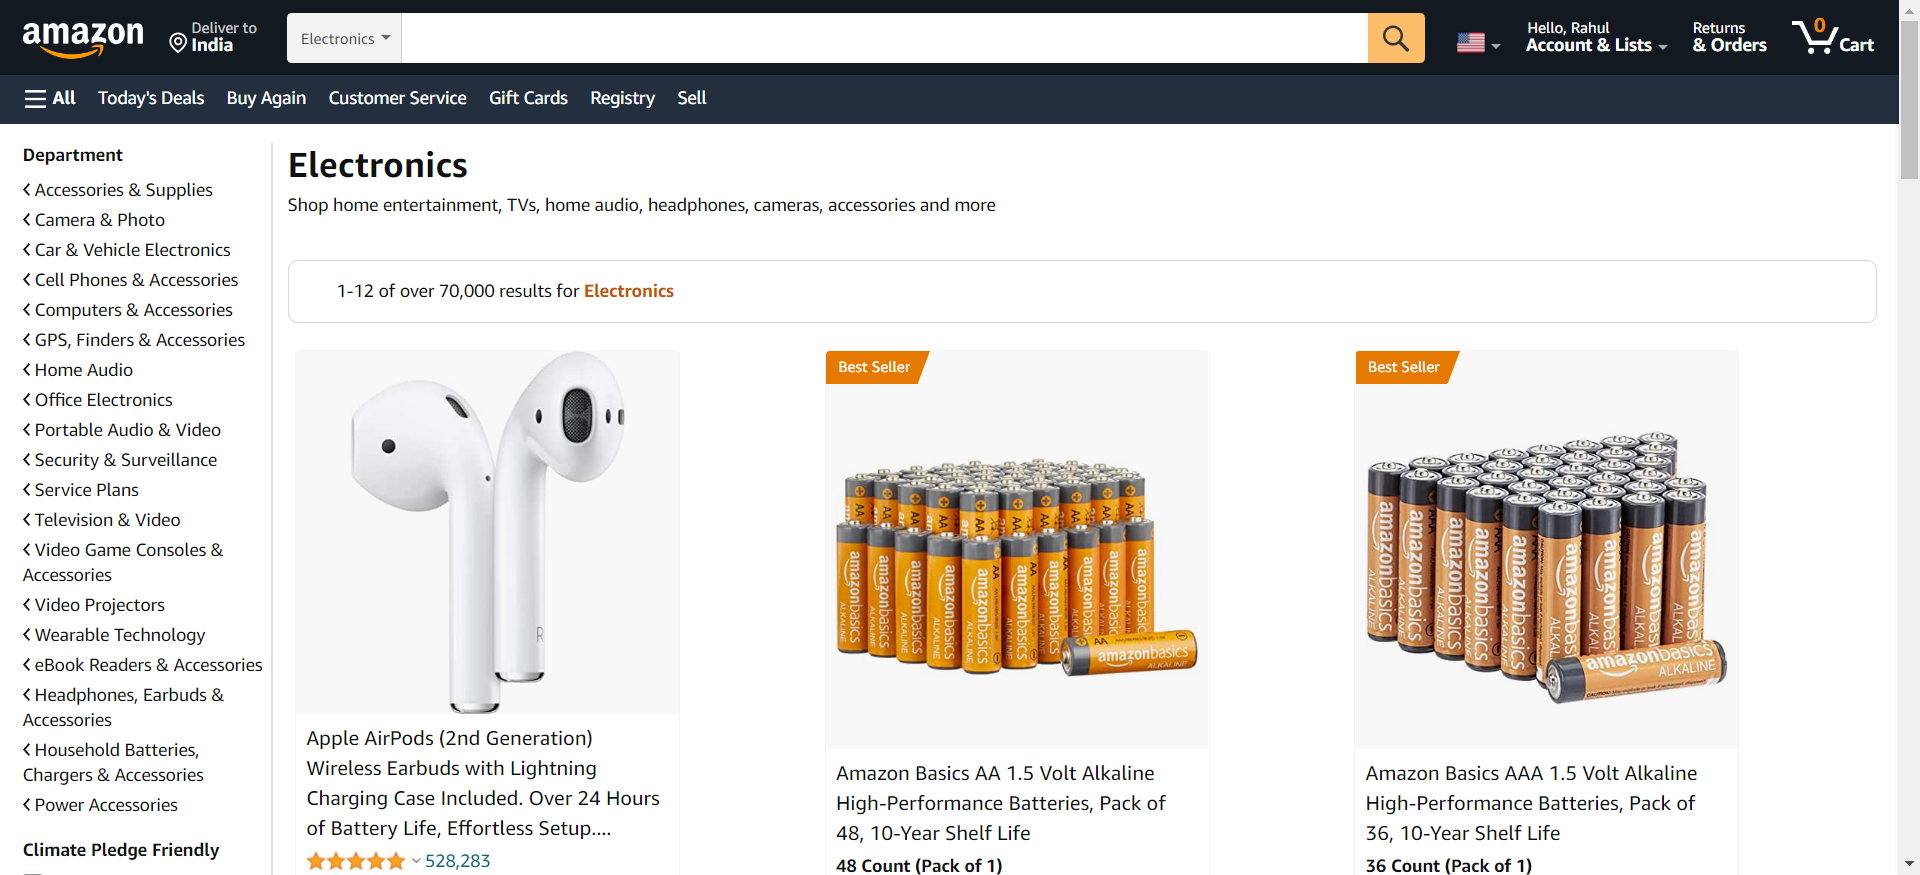 amazon
Deliver to
India
Electronics
Hello, Rahul
Account & Lists
Returns
& Orders
0
Cart
All
Today's Deals
Buy Again
Customer Service
Gift Cards
Registry
Sell
Department
Accessories & Supplies
Camera & Photo
Car & Vehicle Electronics
Cell Phones & Accessories
Computers & Accessories
GPS, Finders & Accessories
Home Audio
Office Electronics
Portable Audio & Video
Security & Surveillance
Service Plans
Television & Video
Video Game Consoles &
Accessories
Video Projectors
Wearable Technology
eBook Readers & Accessories
Headphones, Earbuds &
Accessories
Household Batteries,
Chargers & Accessories
Power Accessories
Climate Pledge Friendly
Electronics
Shop home entertainment, TVs, home audio, headphones, cameras, accessories and more
1-12 of over 70,000 results for Electronics
R
Apple AirPods (2nd Generation)
Wireless Earbuds with Lightning
Charging Case Included. Over 24 Hours
of Battery Life, Effortless Setup....
528,283
Best Seller
AA
amazonbasics
ALKALINE
Amazon Basics AA 1.5 Volt Alkaline
High-Performance Batteries, Pack of
48, 10-Year Shelf Life
48 Count (Pack of 1)
Best Seller
amazonbasics
ALKALINE
Amazon Basics AAA 1.5 Volt Alkaline
High-Performance Batteries, Pack of
36, 10-Year Shelf Life
36 Count (Pack of 1)